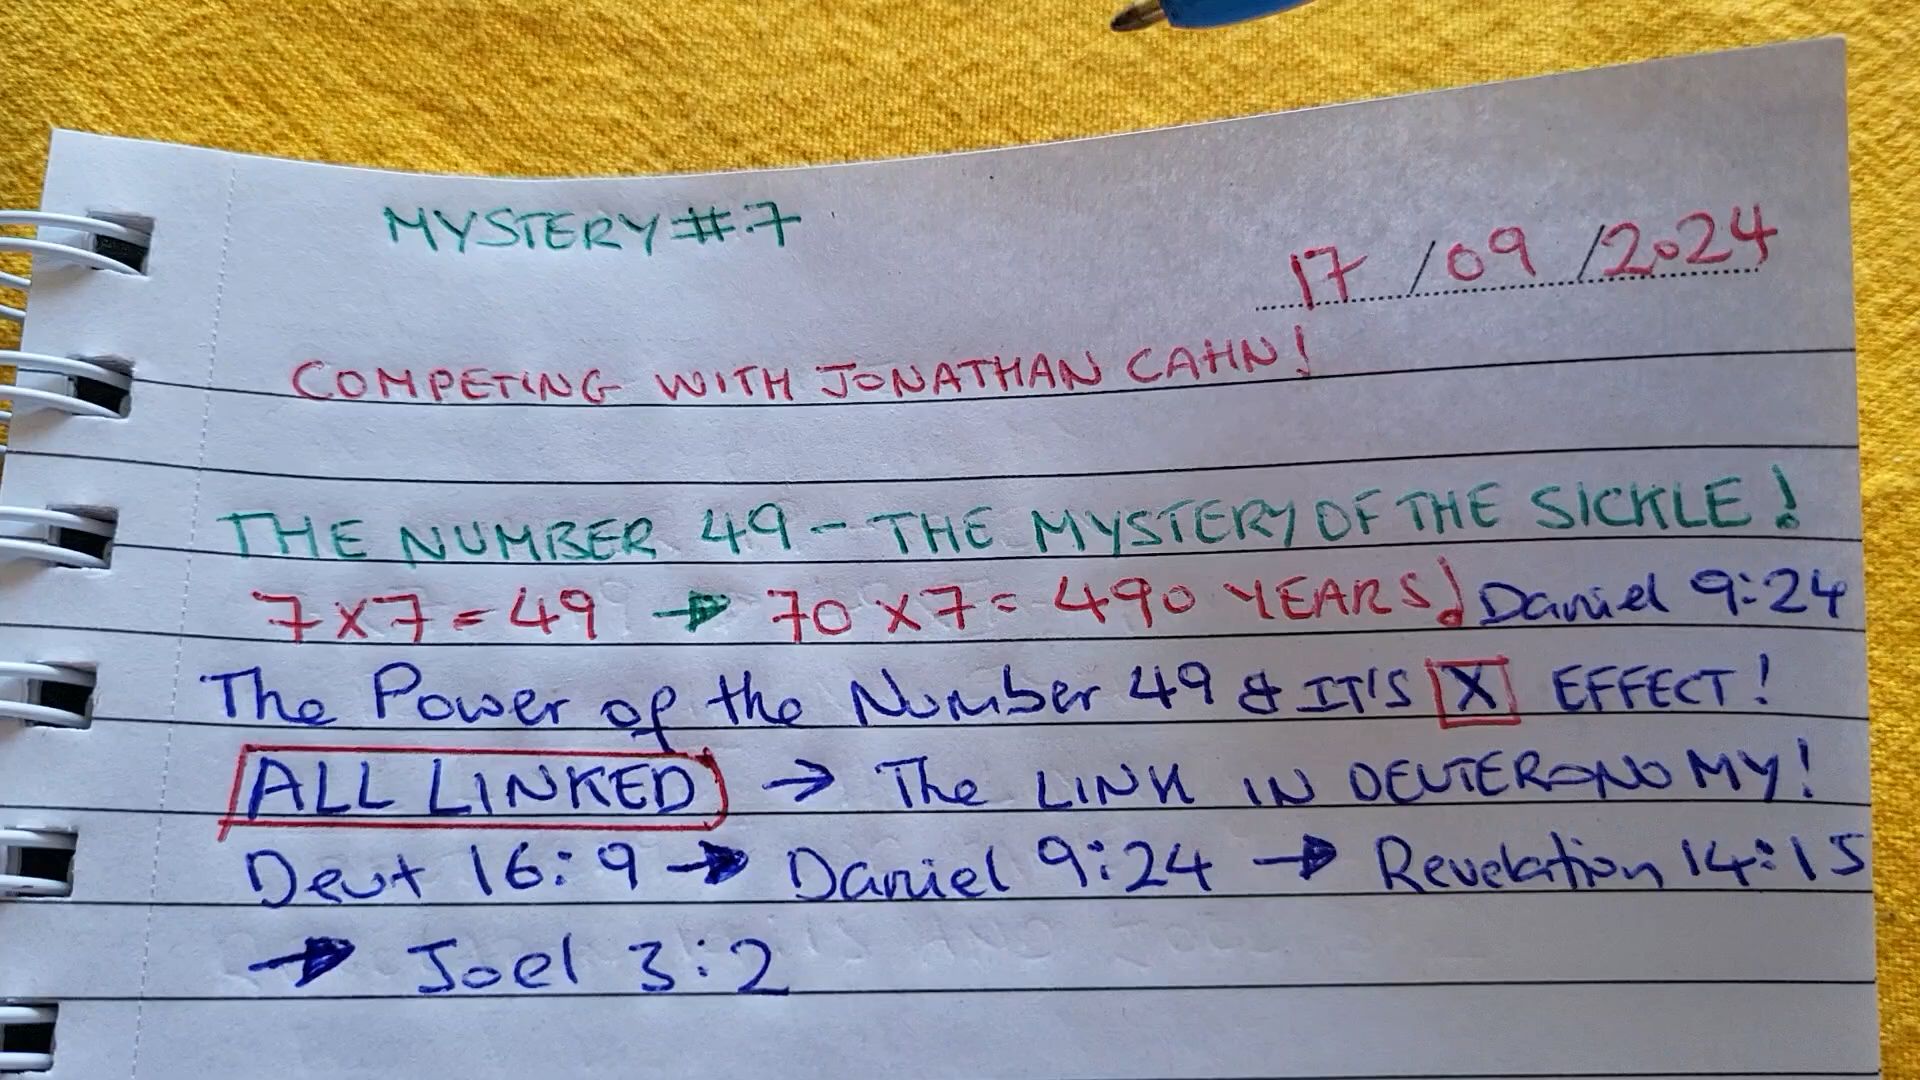 MYSTERY #7
17/09/2024
COMPETING WITH JONATHAN CAHN!
THE NUMBER 49 - THE MYSTERY OF THE SICKLE!
7 x 7 = 49 → 70 x 7 = 490 YEARS! Daniel 9:24
The Power of the Number 49 & IT'S X EFFECT!
ALL LINKED → The LINK IN DEUTERONOMY!
Deut 16:9 → Daniel 9:24 → Revelation 14:15
→ Joel 3:2